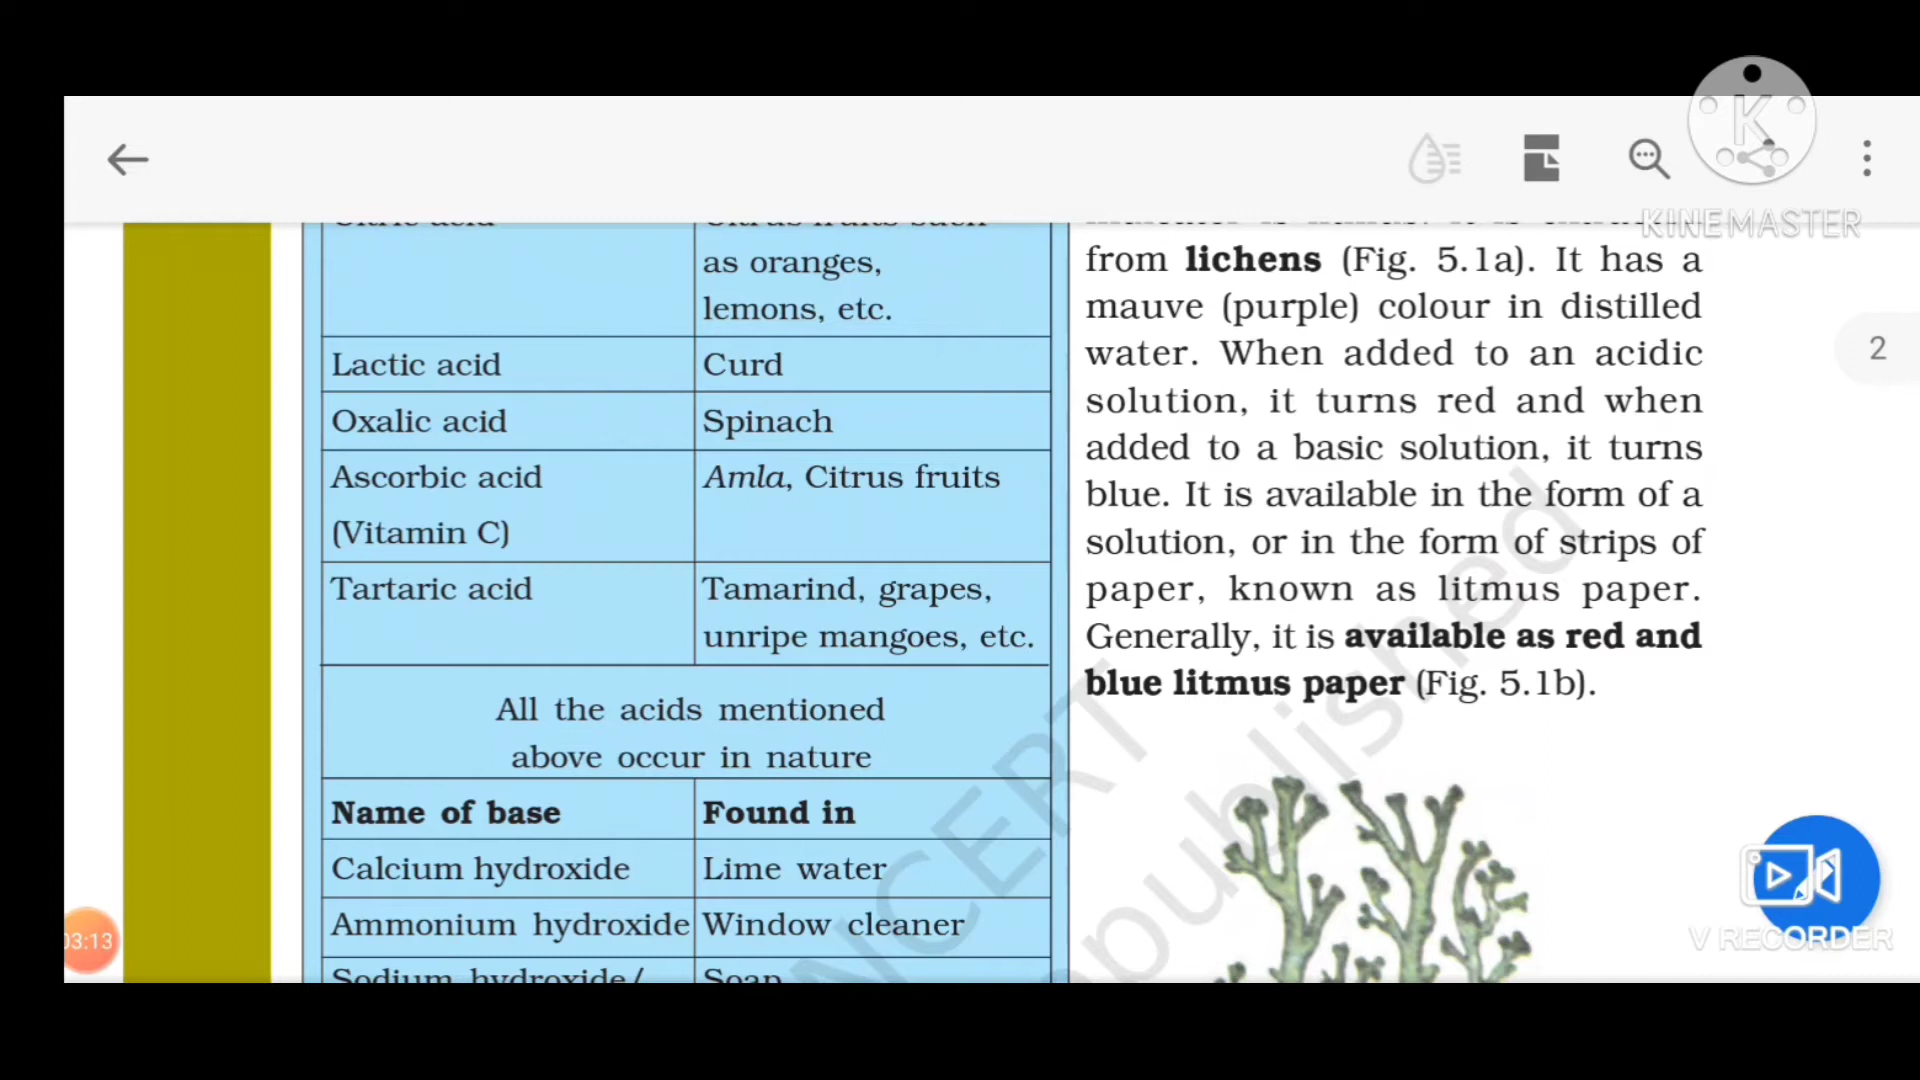 KINEMASTER
as oranges,
lemons, etc.
Lactic acid
Curd
Oxalic acid
Spinach
Ascorbic acid
(Vitamin C)
Amla, Citrus fruits
Tartaric acid
Tamarind, grapes,
unripe mangoes, etc.
All the acids mentioned
above occur in nature
Name of base
Found in
Calcium hydroxide
Lime water
Ammonium hydroxide
Window cleaner
Sodium hydroxide/
Soap
from lichens (Fig. 5.1a). It has a
mauve (purple) colour in distilled
water. When added to an acidic
solution, it turns red and when
added to a basic solution, it turns
blue. It is available in the form of a
solution, or in the form of strips of
paper, known as litmus paper.
Generally, it is available as red and
blue litmus paper (Fig. 5.1b).
2
03:13
V RECORDER
NCERT